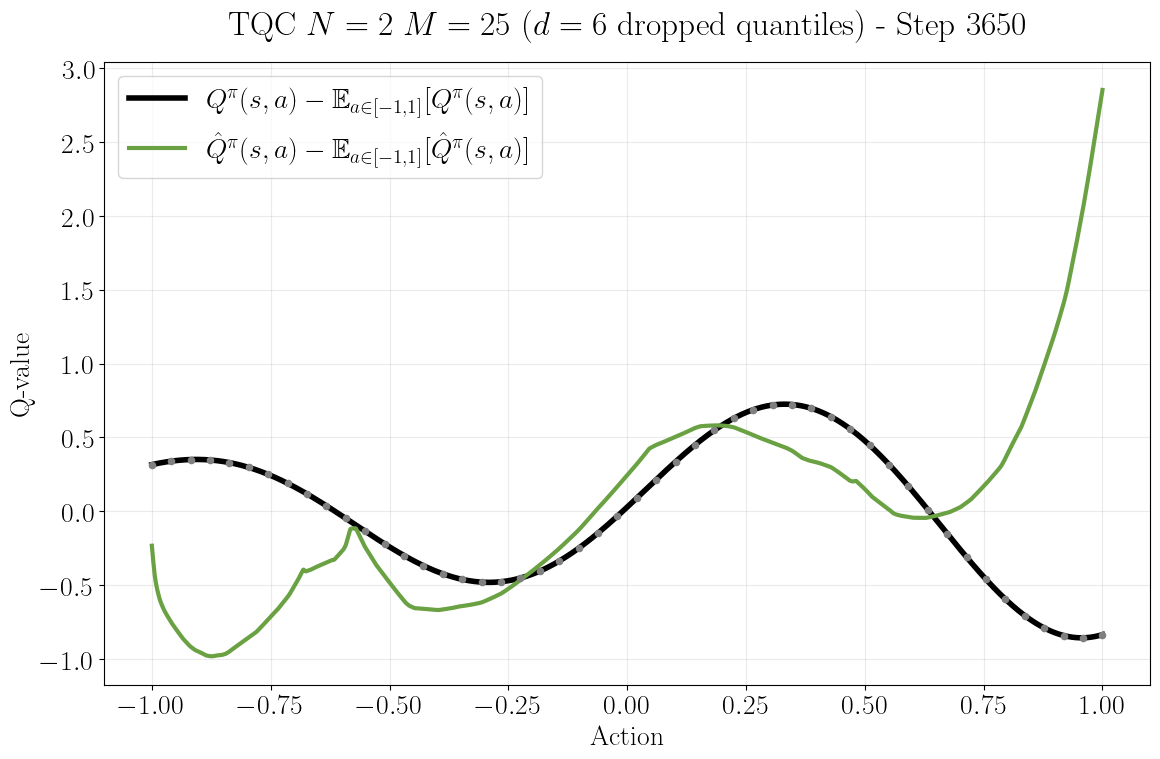 TQC N = 2 M = 25 (d = 6 dropped quantiles) - Step 3650
Q^π(s, a) − 𝔼_{a∈[−1,1]}[Q^π(s, a)]
Q̂^π(s, a) − 𝔼_{a∈[−1,1]}[Q̂^π(s, a)]
3.0
2.5
2.0
1.5
1.0
0.5
0.0
−0.5
−1.0
Q-value
−1.00 −0.75 −0.50 −0.25 0.00 0.25 0.50 0.75 1.00
Action